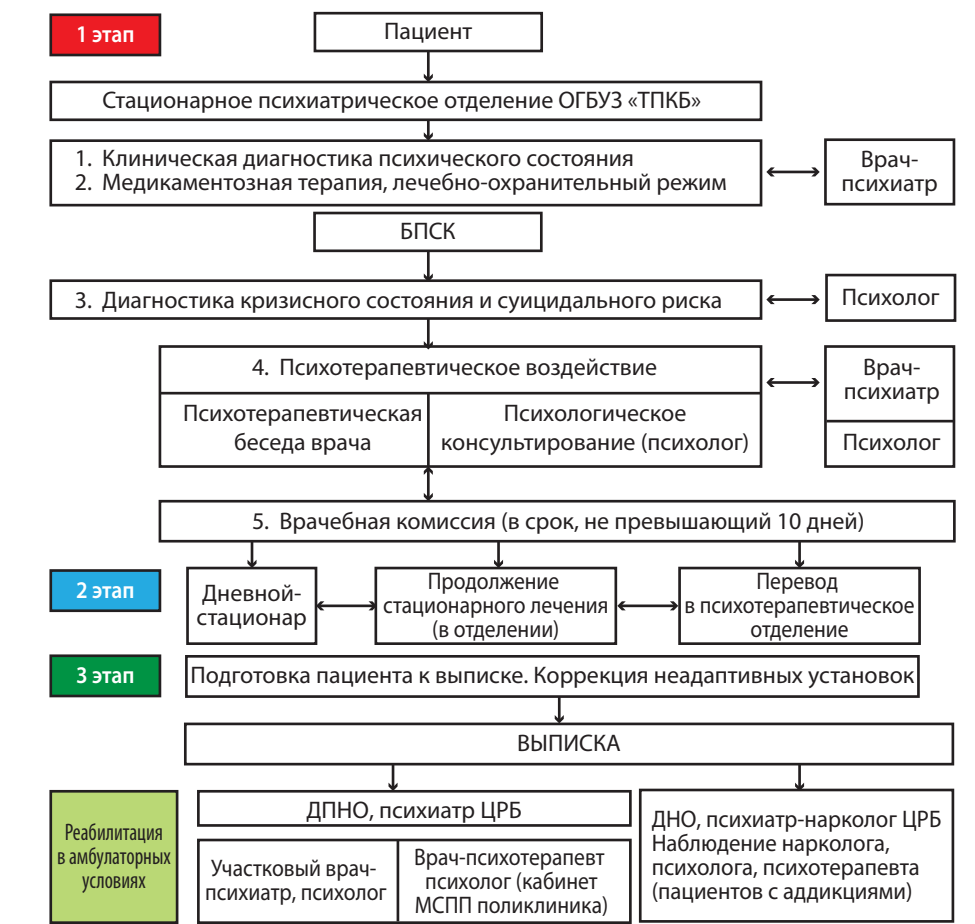 1 этап
Пациент
Стационарное психиатрическое отделение ОГБУЗ «ТПКБ»
1. Клиническая диагностика психического состояния
2. Медикаментозная терапия, лечебно-охранительный режим
Врач-
психиатр
БПСК
3. Диагностика кризисного состояния и суицидального риска
Психолог
4. Психотерапевтическое воздействие
Врач-
психиатр
Психотерапевтическая
беседа врача
Психологическое
консультирование (психолог)
Психолог
5. Врачебная комиссия (в срок, не превышающий 10 дней)
2 этап
Дневной-
стационар
Продолжение
стационарного лечения
(в отделении)
Перевод
в психотерапевтическое
отделение
3 этап
Подготовка пациента к выписке. Коррекция неадаптивных установок
ВЫПИСКА
Реабилитация
в амбулаторных
условиях
ДПНО, психиатр ЦРБ
Участковый врач-
психиатр, психолог
Врач-психотерапевт
психолог (кабинет
МСПП поликлиника)
ДНО, психиатр-нарколог ЦРБ
Наблюдение нарколога,
психолога, психотерапевта
(пациентов с аддикциями)